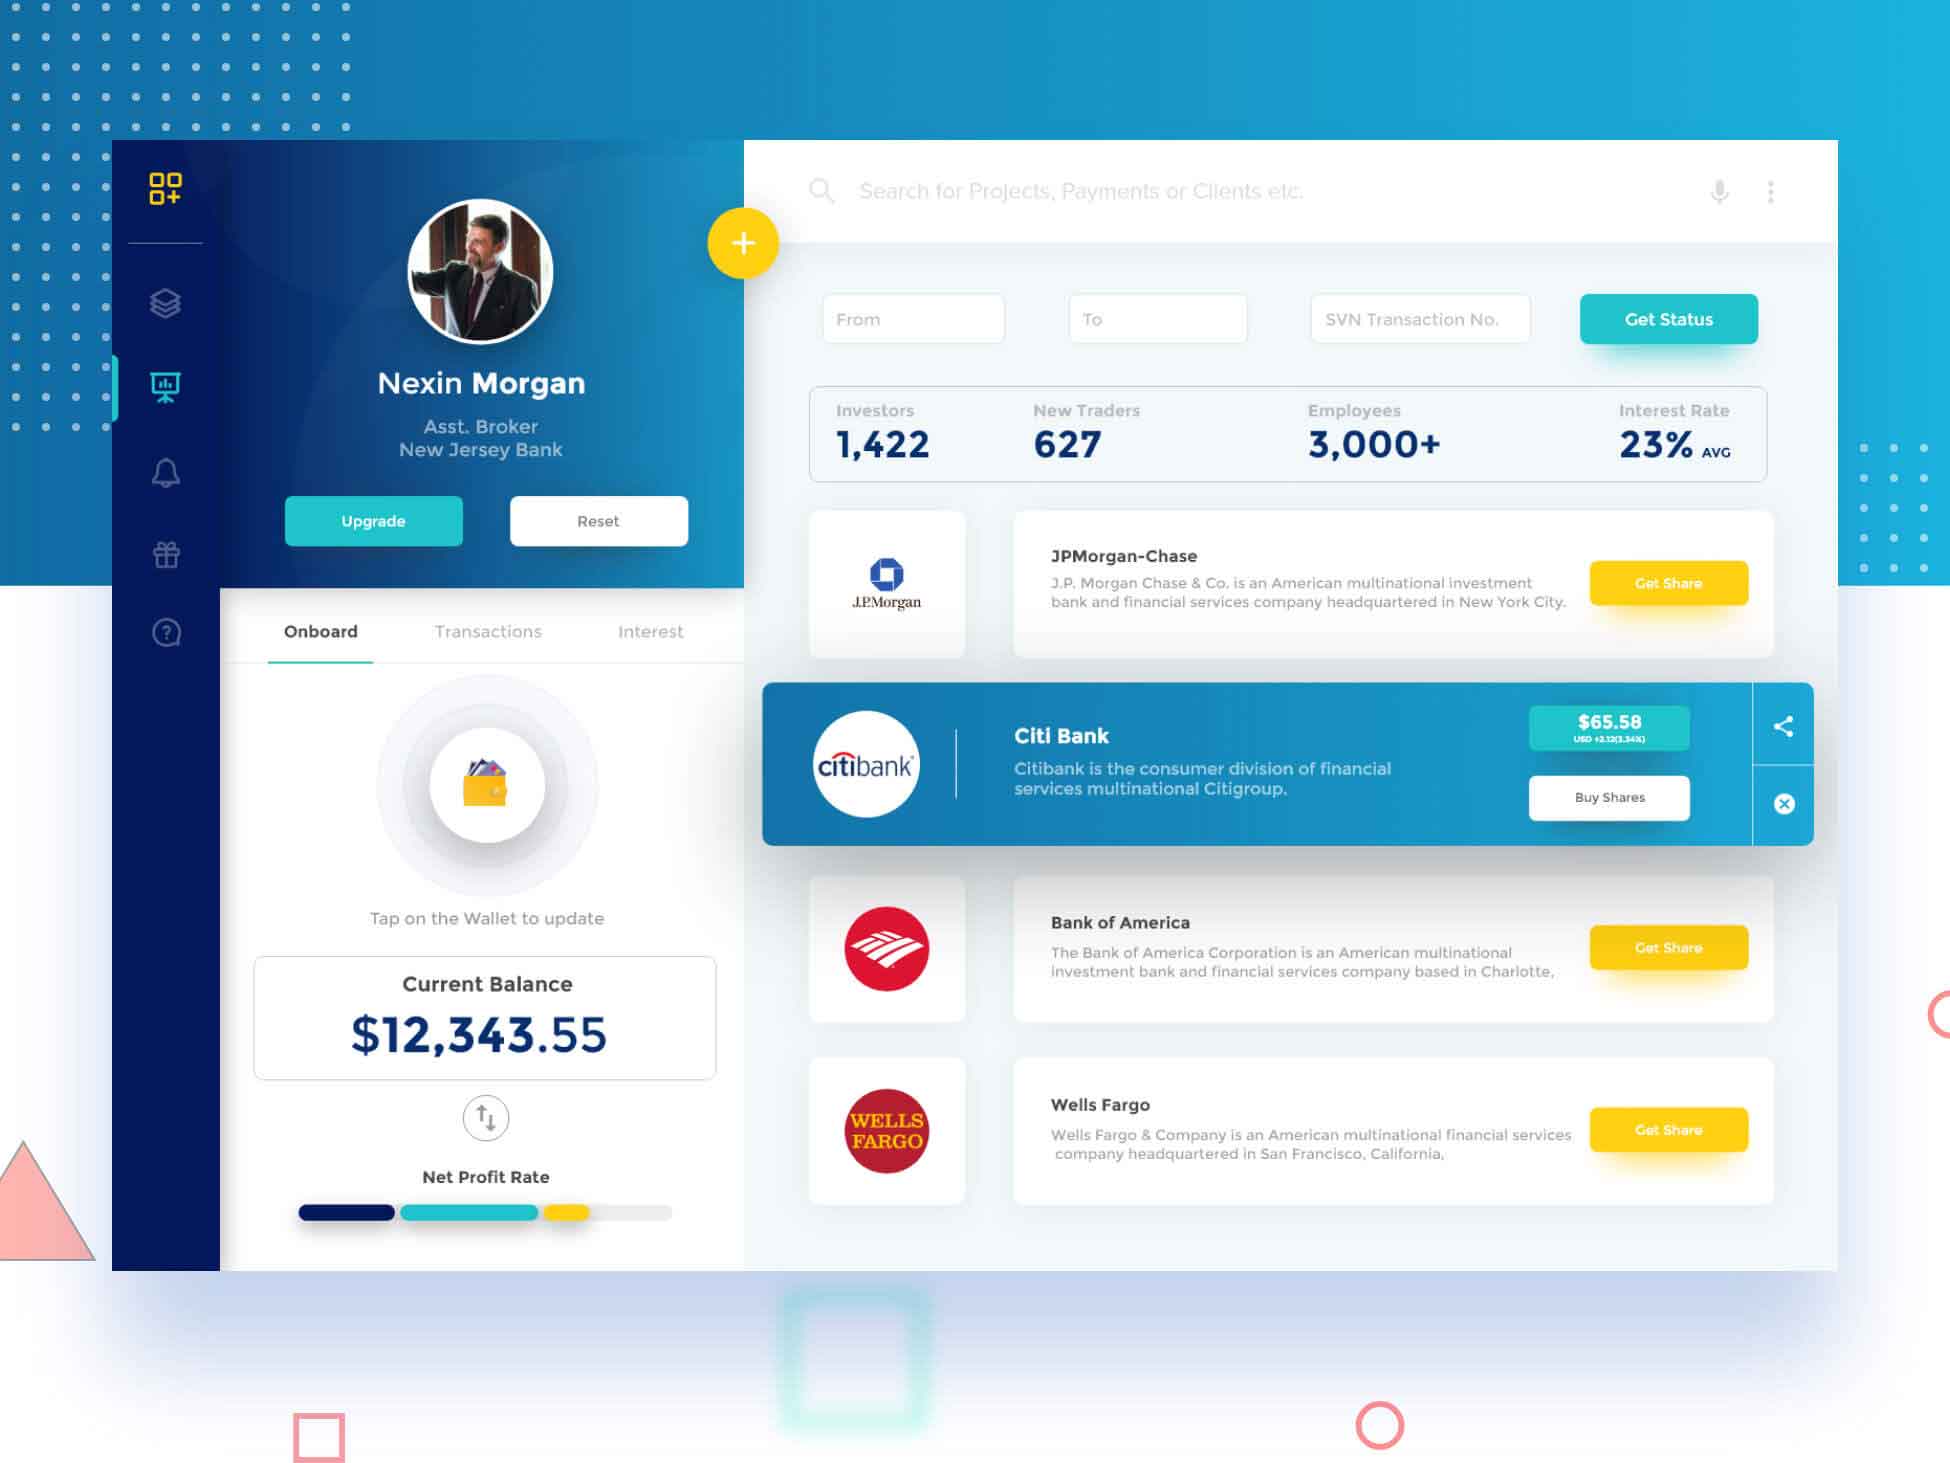 Search for Projects, Payments or Clients etc.
Nexin Morgan
Asst. Broker
New Jersey Bank
Upgrade
Reset
Onboard
Transactions
Interest
Tap on the Wallet to update
Current Balance
$12,343.55
Net Profit Rate
From
To
SVN Transaction No.
Get Status
Investors
1,422
New Traders
627
Employees
3,000+
Interest Rate
23% AVG
J.P.Morgan
JPMorgan-Chase
J.P. Morgan Chase & Co. is an American multinational investment
bank and financial services company headquartered in New York City.
Get Share
citibank
Citi Bank
Citibank is the consumer division of financial
services multinational Citigroup.
$65.58
USD +2.12(3.34%)
Buy Shares
Bank of America
The Bank of America Corporation is an American multinational
investment bank and financial services company based in Charlotte,
Get Share
WELLS
FARGO
Wells Fargo
Wells Fargo & Company is an American multinational financial services
company headquartered in San Francisco, California,
Get Share